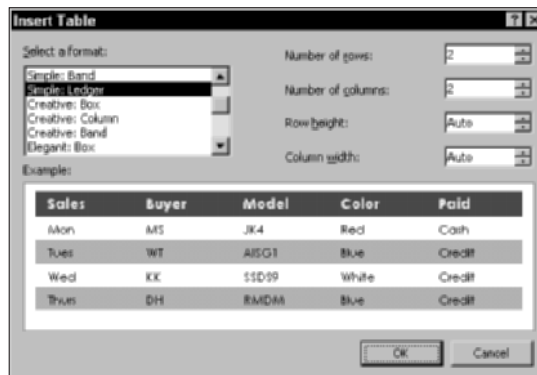 Insert Table
Select a format:
Simple: Band
Simple: Ledger
Creative: Box
Creative: Column
Creative: Band
Elegant: Box
Number of rows: 2
Number of columns: 2
Row height: Auto
Column width: Auto
Example:
Sales Buyer Model Color Paid
Mon MS JK4 Red Cash
Tues WT AISG1 Blue Credit
Wed KK SSDS9 White Credit
Thurs DH RMDM Blue Credit
OK Cancel